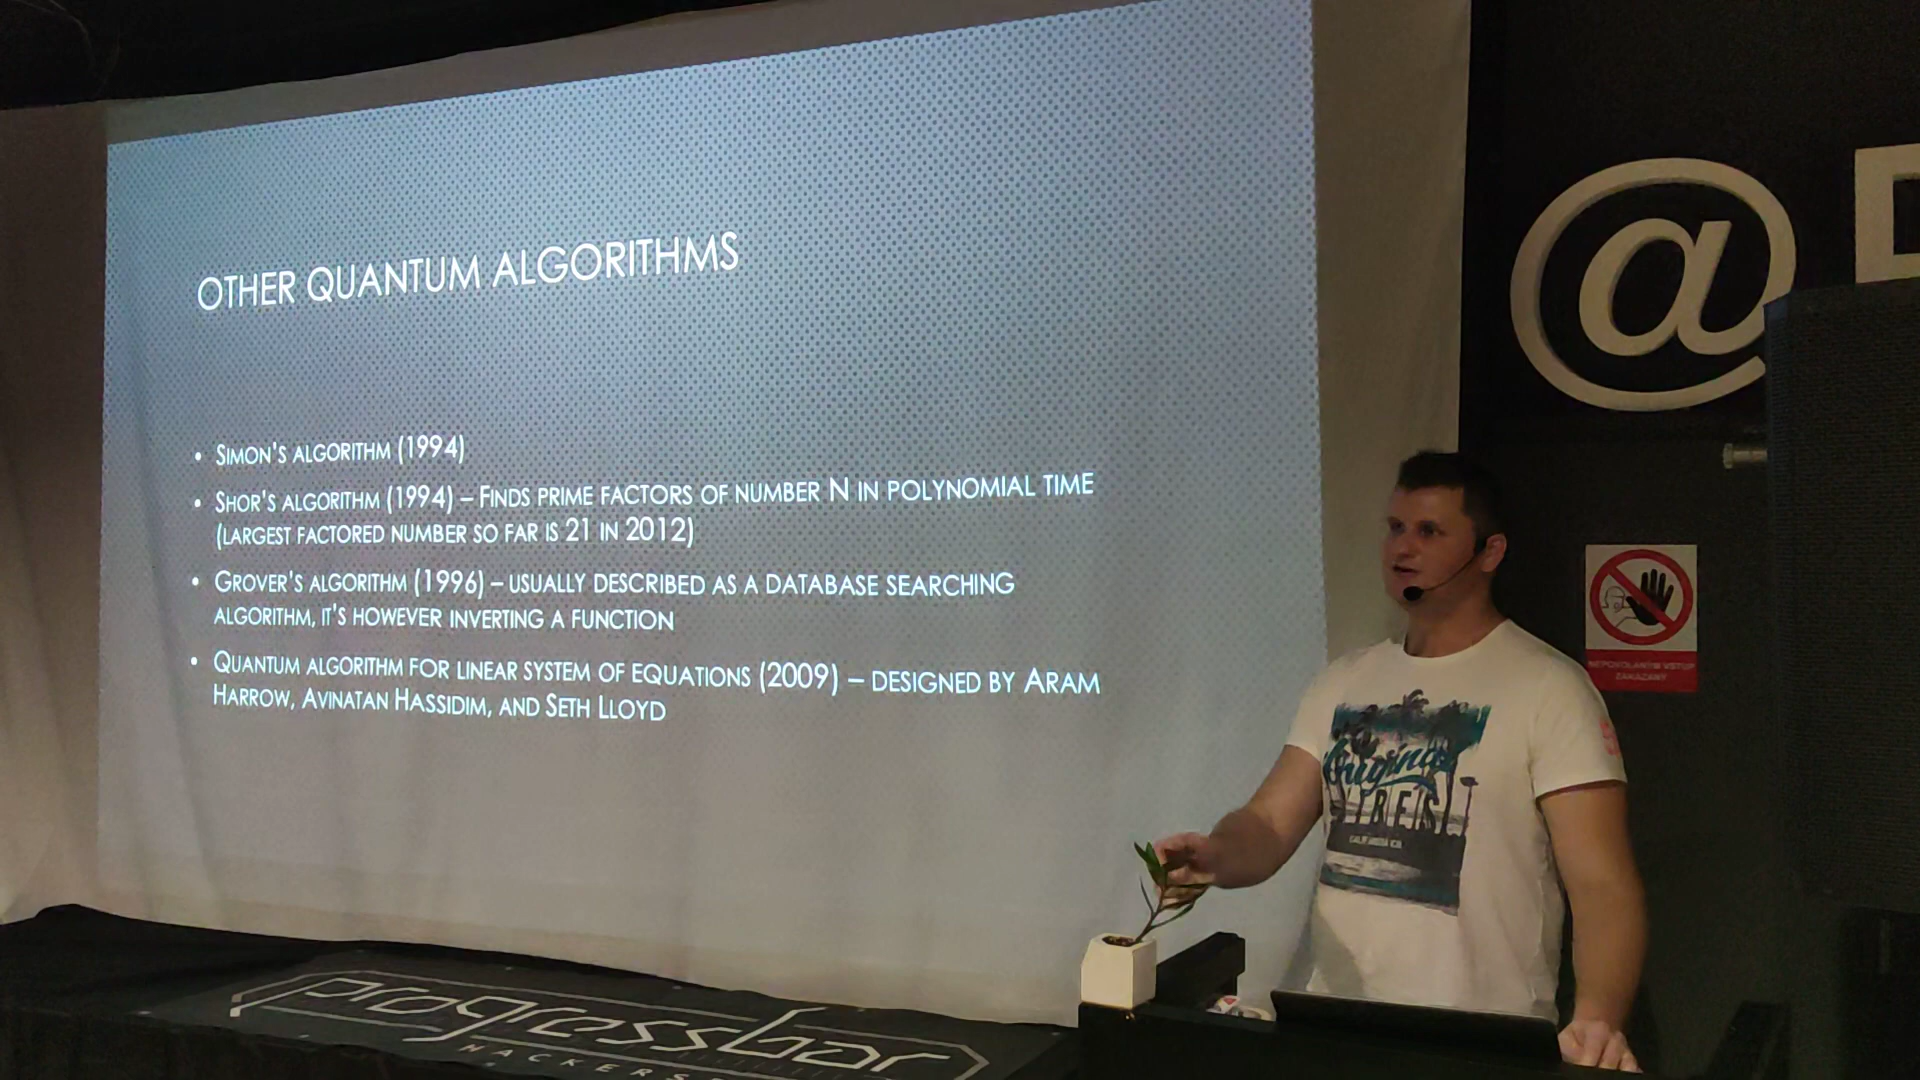 OTHER QUANTUM ALGORITHMS
• SIMON'S ALGORITHM (1994)
• SHOR'S ALGORITHM (1994) – FINDS PRIME FACTORS OF NUMBER N IN POLYNOMIAL TIME
(LARGEST FACTORED NUMBER SO FAR IS 21 IN 2012)
• GROVER'S ALGORITHM (1996) – USUALLY DESCRIBED AS A DATABASE SEARCHING
ALGORITHM, IT'S HOWEVER INVERTING A FUNCTION
• QUANTUM ALGORITHM FOR LINEAR SYSTEM OF EQUATIONS (2009) – DESIGNED BY ARAM
HARROW, AVINATAN HASSIDIM, AND SETH LLOYD
@
NEPOVOLANÝM VSTUP
ZAKÁZANÝ
Original
progressbar
HACKERS